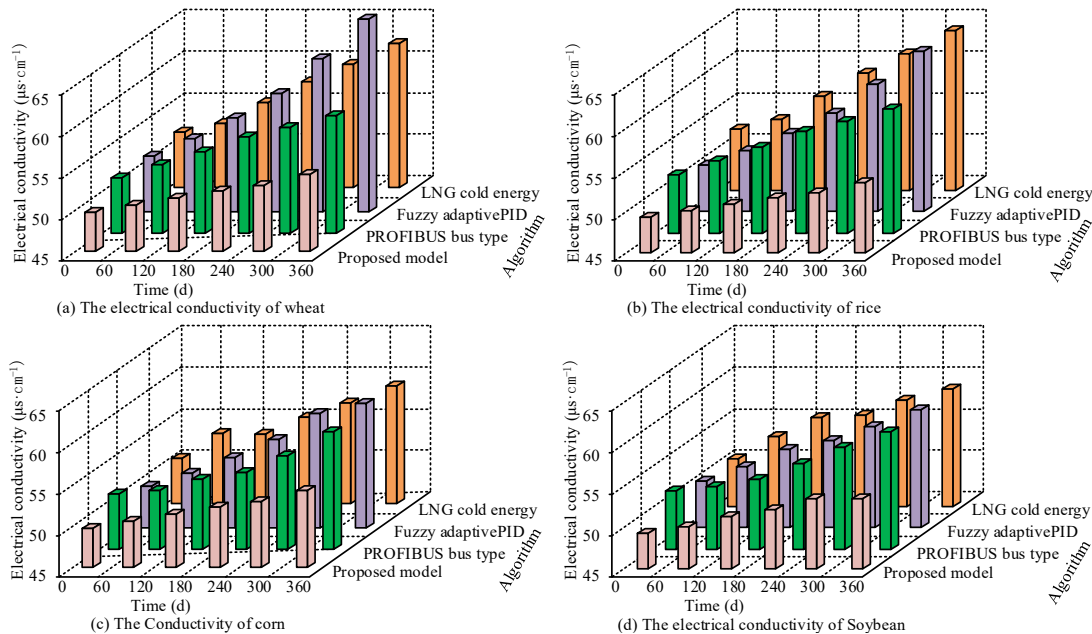 Electrical conductivity (μs·cm⁻¹)
65
60
55
50
45
0
60
120
180
240
300
360
Time (d)
LNG cold energy
Fuzzy adaptivePID
PROFIBUS bus type
Proposed model
Algorithm
(a) The electrical conductivity of wheat
Electrical conductivity (μs·cm⁻¹)
65
60
55
50
45
0
60
120
180
240
300
360
Time (d)
LNG cold energy
Fuzzy adaptivePID
PROFIBUS bus type
Proposed model
Algorithm
(b) The electrical conductivity of rice
Electrical conductivity (μs·cm⁻¹)
65
60
55
50
45
0
60
120
180
240
300
360
Time (d)
LNG cold energy
Fuzzy adaptivePID
PROFIBUS bus type
Proposed model
Algorithm
(c) The Conductivity of corn
Electrical conductivity (μs·cm⁻¹)
65
60
55
50
45
0
60
120
180
240
300
360
Time (d)
LNG cold energy
Fuzzy adaptivePID
PROFIBUS bus type
Proposed model
Algorithm
(d) The electrical conductivity of Soybean